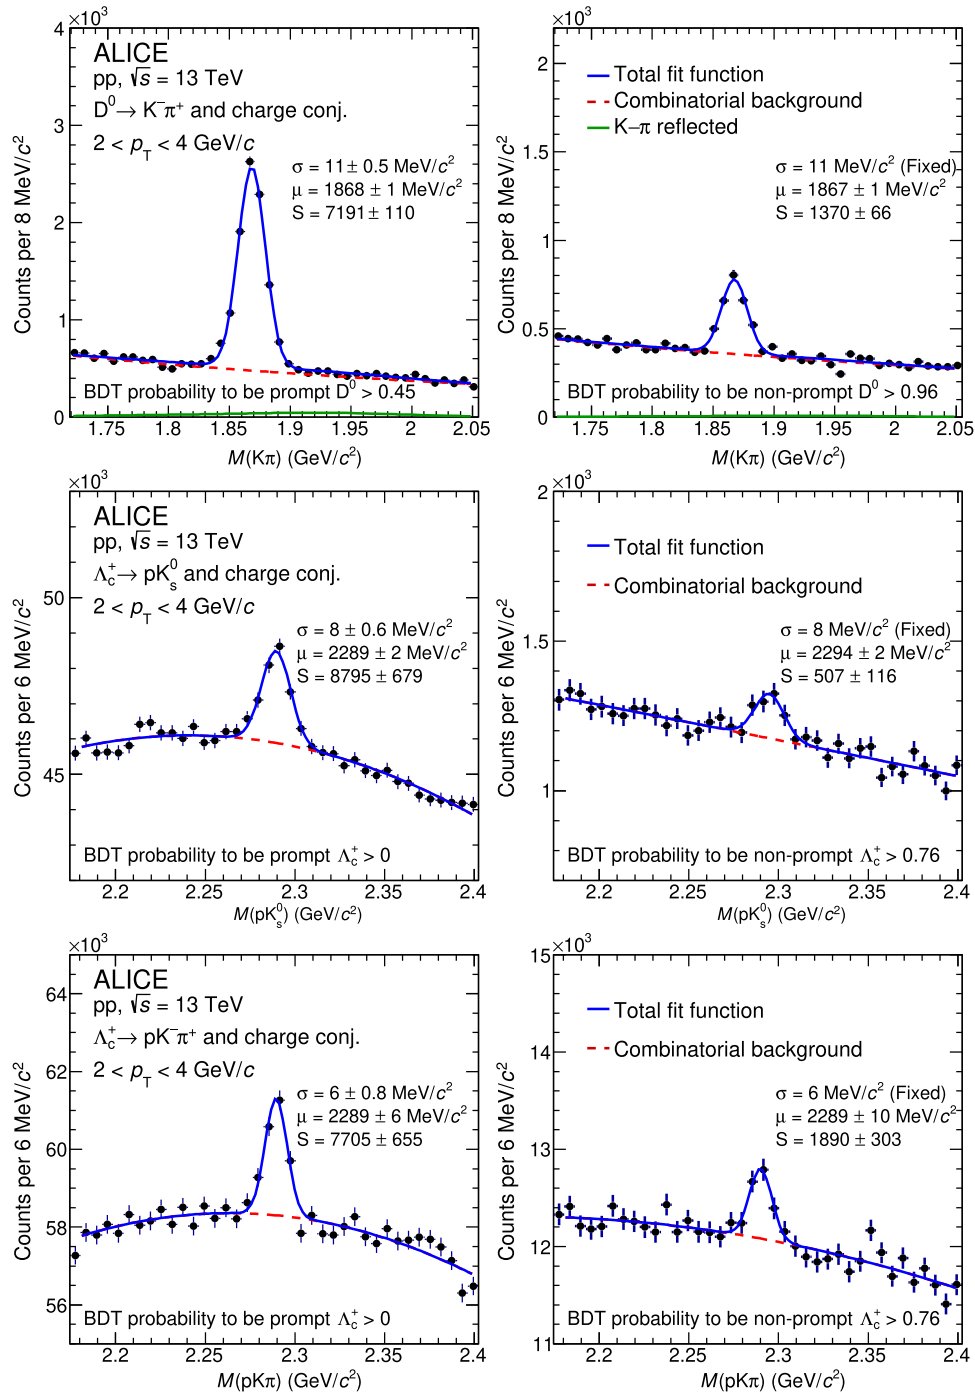 ×10³
4
3
2
1
0
Counts per 8 MeV/c²
ALICE
pp, √s = 13 TeV
D⁰→ K⁻π⁺ and charge conj.
2 < p_T < 4 GeV/c
σ = 11 ± 0.5 MeV/c²
μ = 1868 ± 1 MeV/c²
S = 7191 ± 110
BDT probability to be prompt D⁰ > 0.45
1.75 1.8 1.85 1.9 1.95 2 2.05
M(Kπ) (GeV/c²)
×10³
2
1.5
1
0.5
0
Counts per 8 MeV/c²
Total fit function
Combinatorial background
K−π reflected
σ = 11 MeV/c² (Fixed)
μ = 1867 ± 1 MeV/c²
S = 1370 ± 66
BDT probability to be non-prompt D⁰ > 0.96
1.75 1.8 1.85 1.9 1.95 2 2.05
M(Kπ) (GeV/c²)
×10³
50
45
Counts per 6 MeV/c²
ALICE
pp, √s = 13 TeV
Λ_c⁺→ pK_s⁰ and charge conj.
2 < p_T < 4 GeV/c
σ = 8 ± 0.6 MeV/c²
μ = 2289 ± 2 MeV/c²
S = 8795 ± 679
BDT probability to be prompt Λ_c⁺ > 0
2.2 2.25 2.3 2.35 2.4
M(pK_s⁰) (GeV/c²)
×10³
2
1.5
1
Counts per 6 MeV/c²
Total fit function
Combinatorial background
σ = 8 MeV/c² (Fixed)
μ = 2294 ± 2 MeV/c²
S = 507 ± 116
BDT probability to be non-prompt Λ_c⁺ > 0.76
2.2 2.25 2.3 2.35 2.4
M(pK_s⁰) (GeV/c²)
×10³
64
62
60
58
56
Counts per 6 MeV/c²
ALICE
pp, √s = 13 TeV
Λ_c⁺→ pK⁻π⁺ and charge conj.
2 < p_T < 4 GeV/c
σ = 6 ± 0.8 MeV/c²
μ = 2289 ± 6 MeV/c²
S = 7705 ± 655
BDT probability to be prompt Λ_c⁺ > 0
2.2 2.25 2.3 2.35 2.4
M(pKπ) (GeV/c²)
×10³
15
14
13
12
11
Counts per 6 MeV/c²
Total fit function
Combinatorial background
σ = 6 MeV/c² (Fixed)
μ = 2289 ± 10 MeV/c²
S = 1890 ± 303
BDT probability to be non-prompt Λ_c⁺ > 0.76
2.2 2.25 2.3 2.35 2.4
M(pKπ) (GeV/c²)